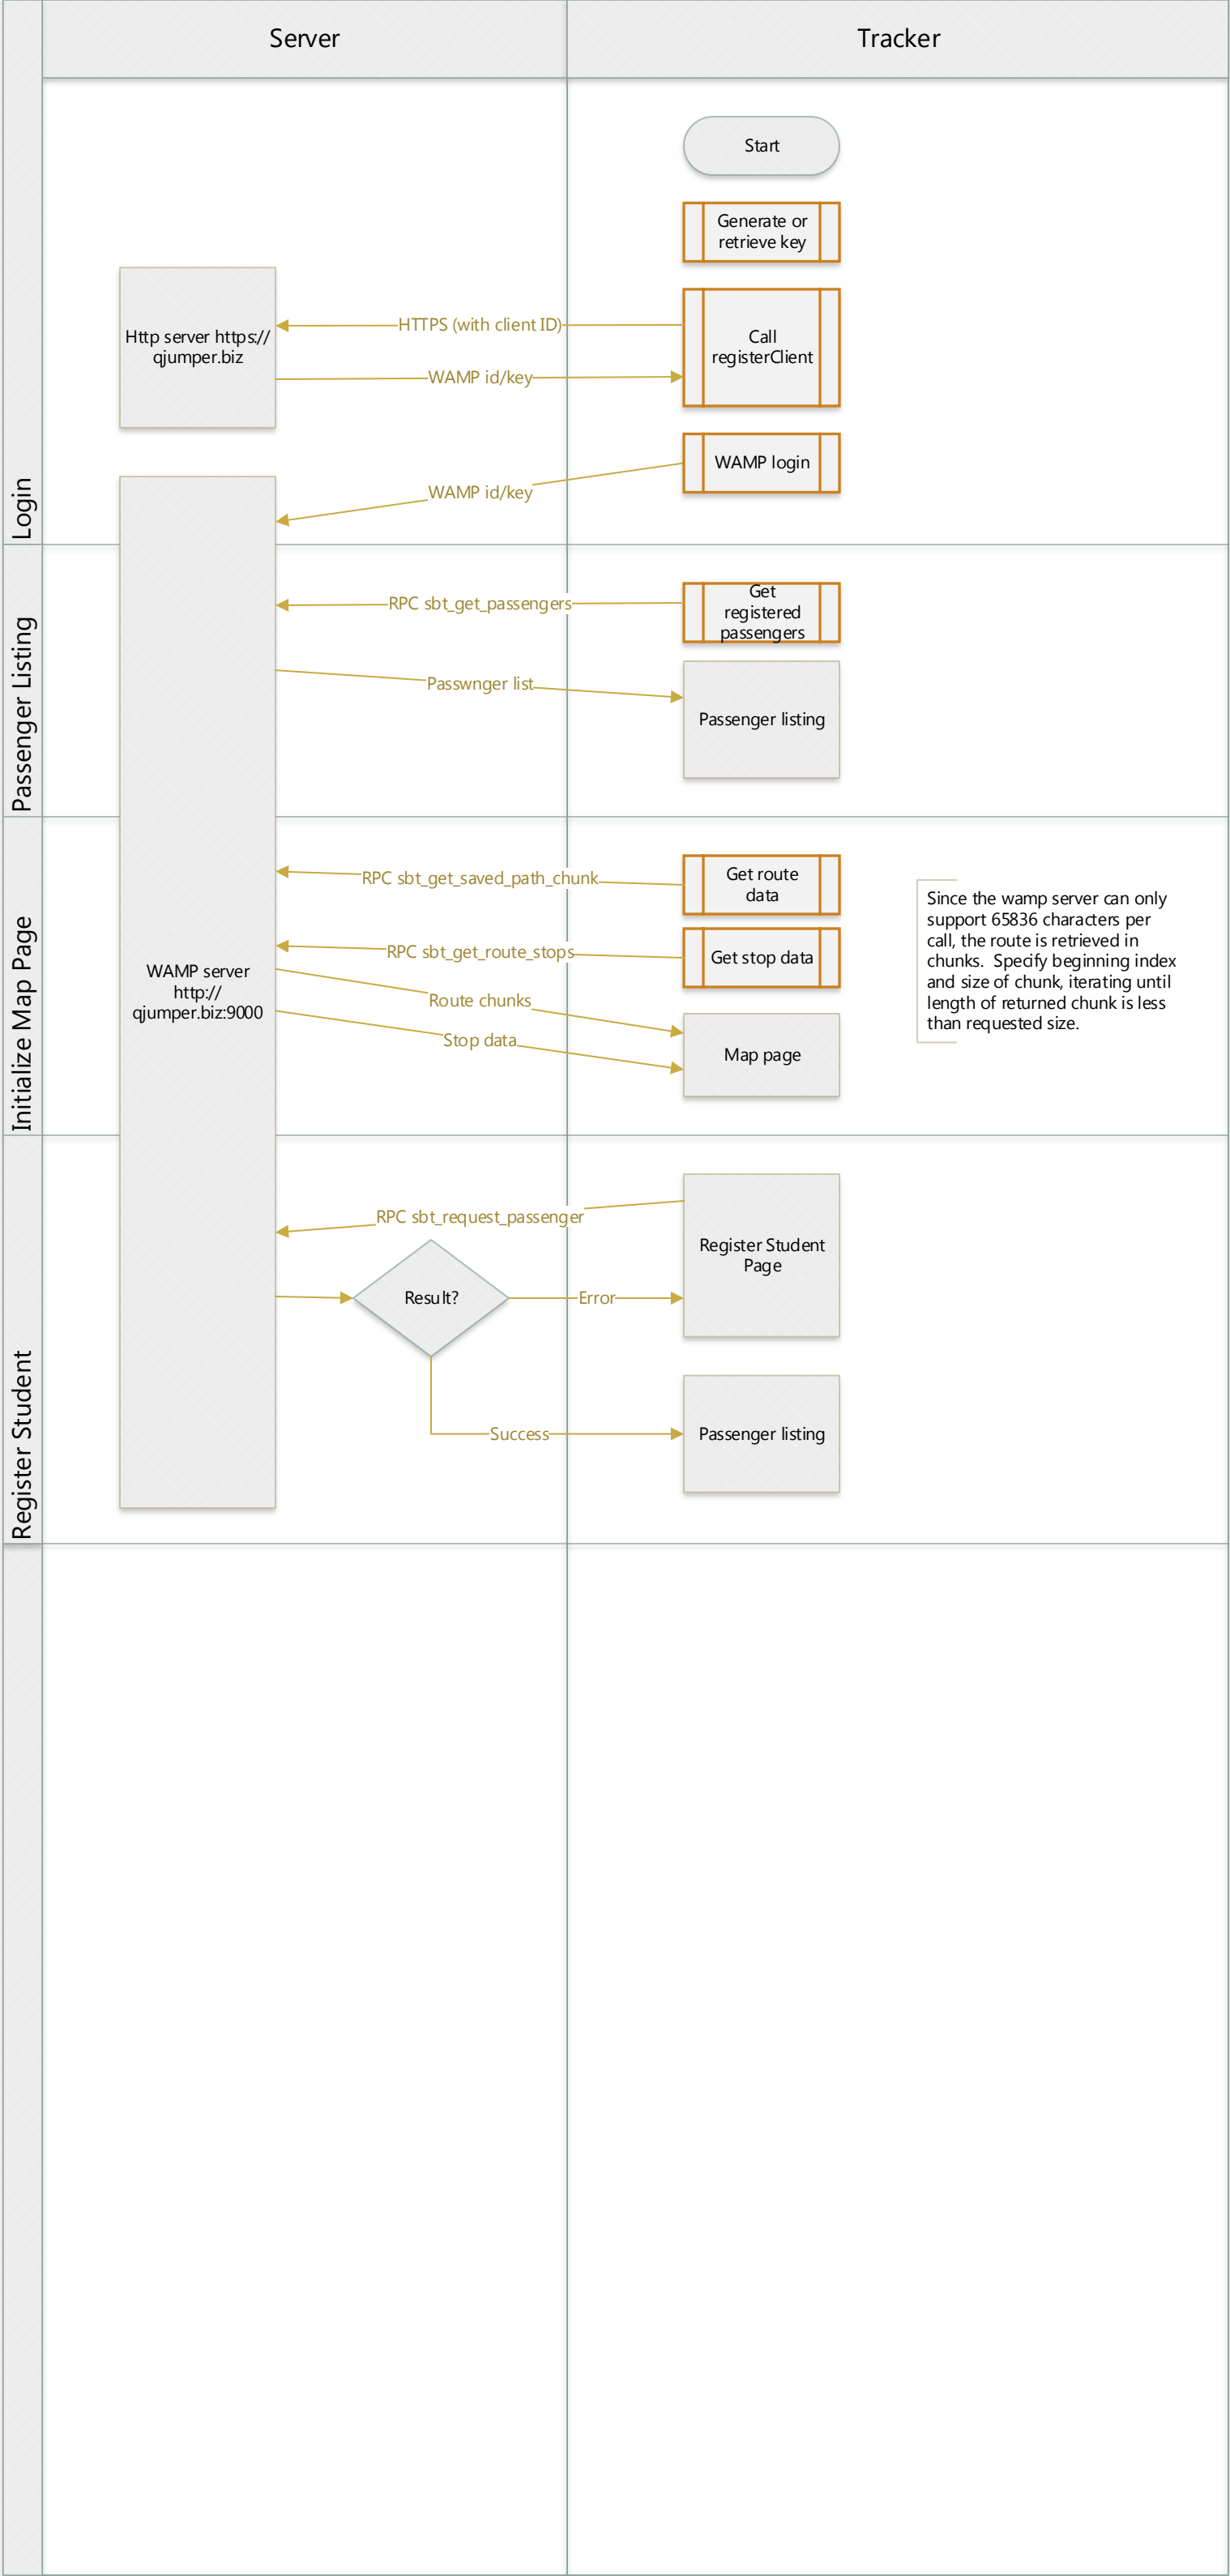 Server
Tracker
Login
Start
Generate or
retrieve key
Http server https://
qjumper.biz
HTTPS (with client ID)
WAMP id/key
Call
registerClient
WAMP login
WAMP id/key
Passenger Listing
RPC sbt_get_passengers
Get
registered
passengers
Passwnger list
Passenger listing
Initialize Map Page
WAMP server
http://
qjumper.biz:9000
RPC sbt_get_saved_path_chunk
Get route
data
RPC sbt_get_route_stops
Get stop data
Route chunks
Stop data
Map page
Since the wamp server can only
support 65836 characters per
call, the route is retrieved in
chunks.  Specify beginning index
and size of chunk, iterating until
length of returned chunk is less
than requested size.
Register Student
RPC sbt_request_passenger
Register Student
Page
Result?
Error
Success
Passenger listing